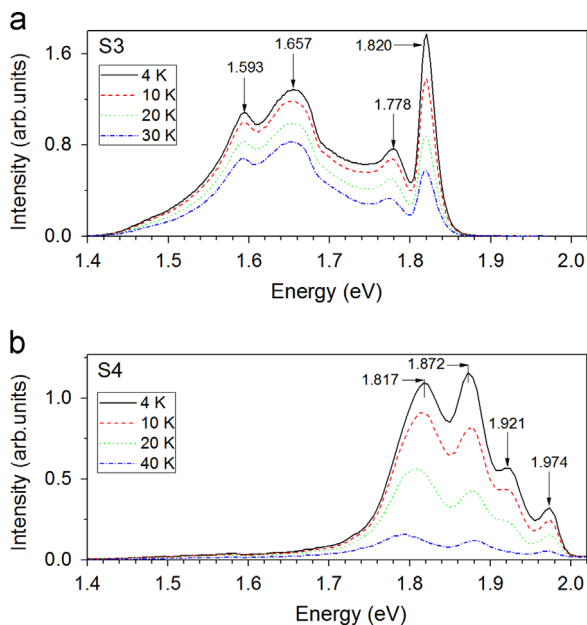 a
S3
4 K
10 K
20 K
30 K
1.593
1.657
1.778
1.820
Intensity (arb.units)
0.0
0.8
1.6
1.4 1.5 1.6 1.7 1.8 1.9 2.0
Energy (eV)
b
S4
4 K
10 K
20 K
40 K
1.817
1.872
1.921
1.974
Intensity (arb.units)
0.0
0.5
1.0
1.4 1.5 1.6 1.7 1.8 1.9 2.0
Energy (eV)